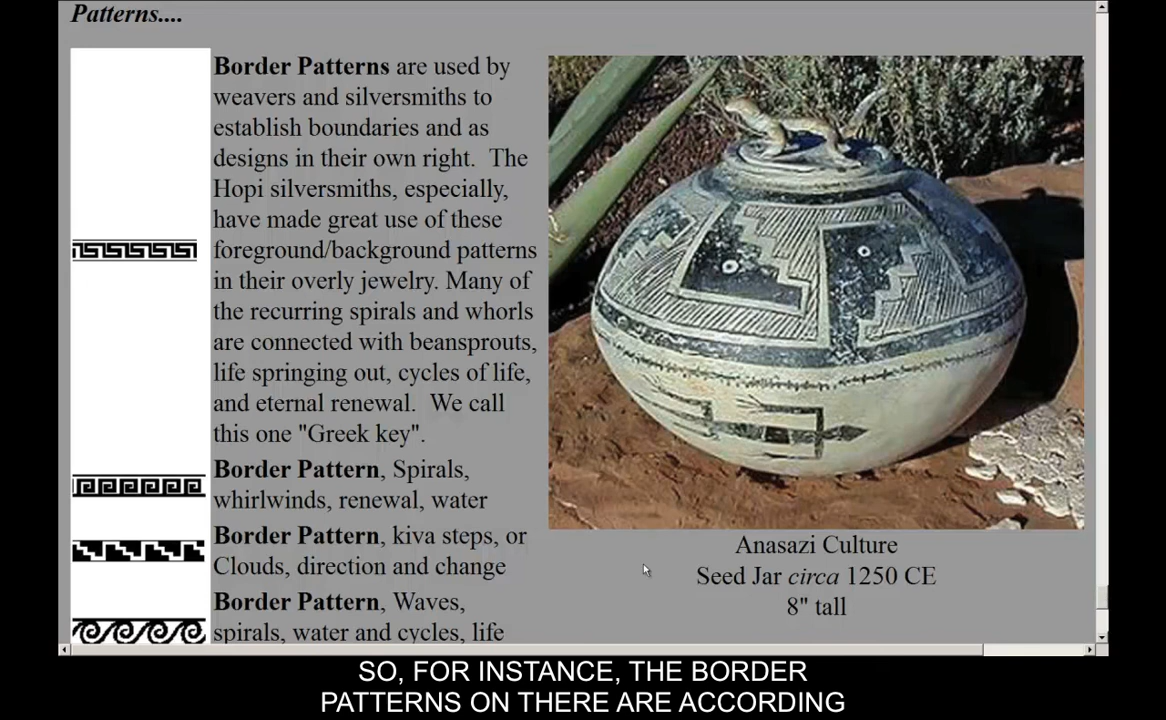 Patterns....
Border Patterns are used by
weavers and silversmiths to
establish boundaries and as
designs in their own right. The
Hopi silversmiths, especially,
have made great use of these
foreground/background patterns
in their overly jewelry. Many of
the recurring spirals and whorls
are connected with beansprouts,
life springing out, cycles of life,
and eternal renewal. We call
this one "Greek key".
Border Pattern, Spirals,
whirlwinds, renewal, water
Border Pattern, kiva steps, or
Clouds, direction and change
Border Pattern, Waves,
spirals, water and cycles, life
Anasazi Culture
Seed Jar circa 1250 CE
8" tall
SO, FOR INSTANCE, THE BORDER
PATTERNS ON THERE ARE ACCORDING